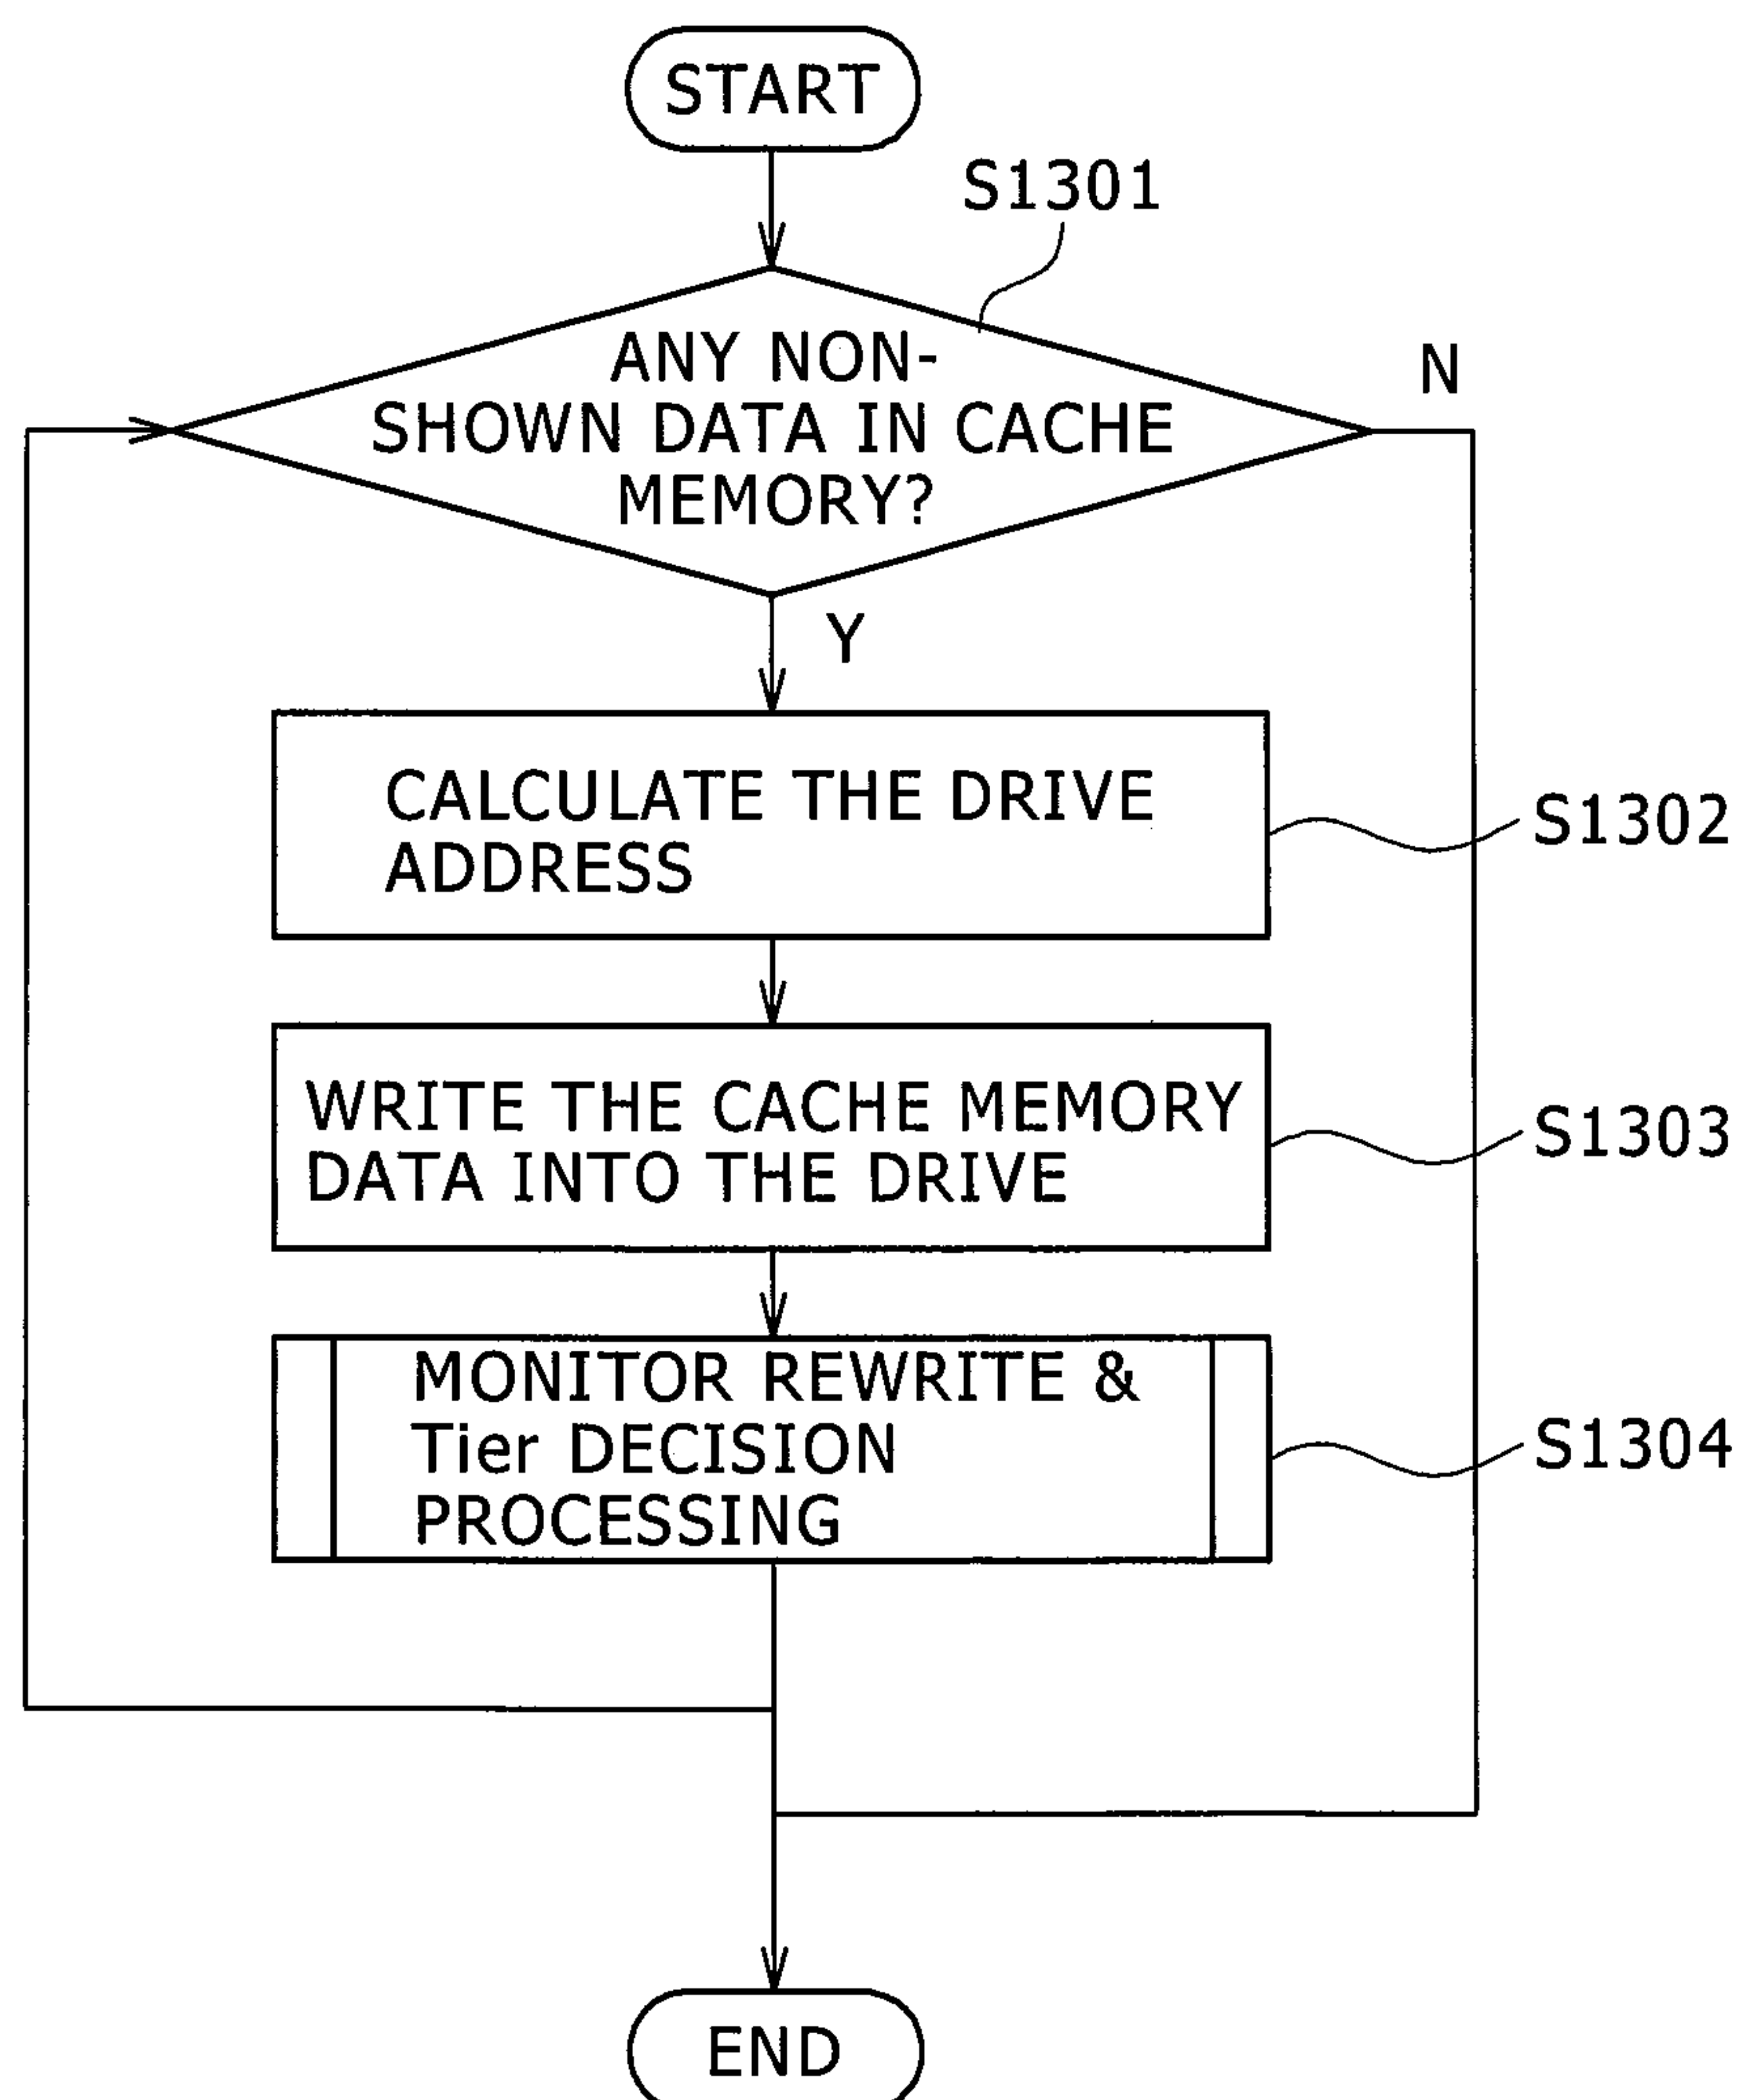 START
S1301
ANY NON-
SHOWN DATA IN CACHE
MEMORY?
N
Y
CALCULATE THE DRIVE
ADDRESS
S1302
WRITE THE CACHE MEMORY
DATA INTO THE DRIVE
S1303
MONITOR REWRITE &
Tier DECISION
PROCESSING
S1304
END